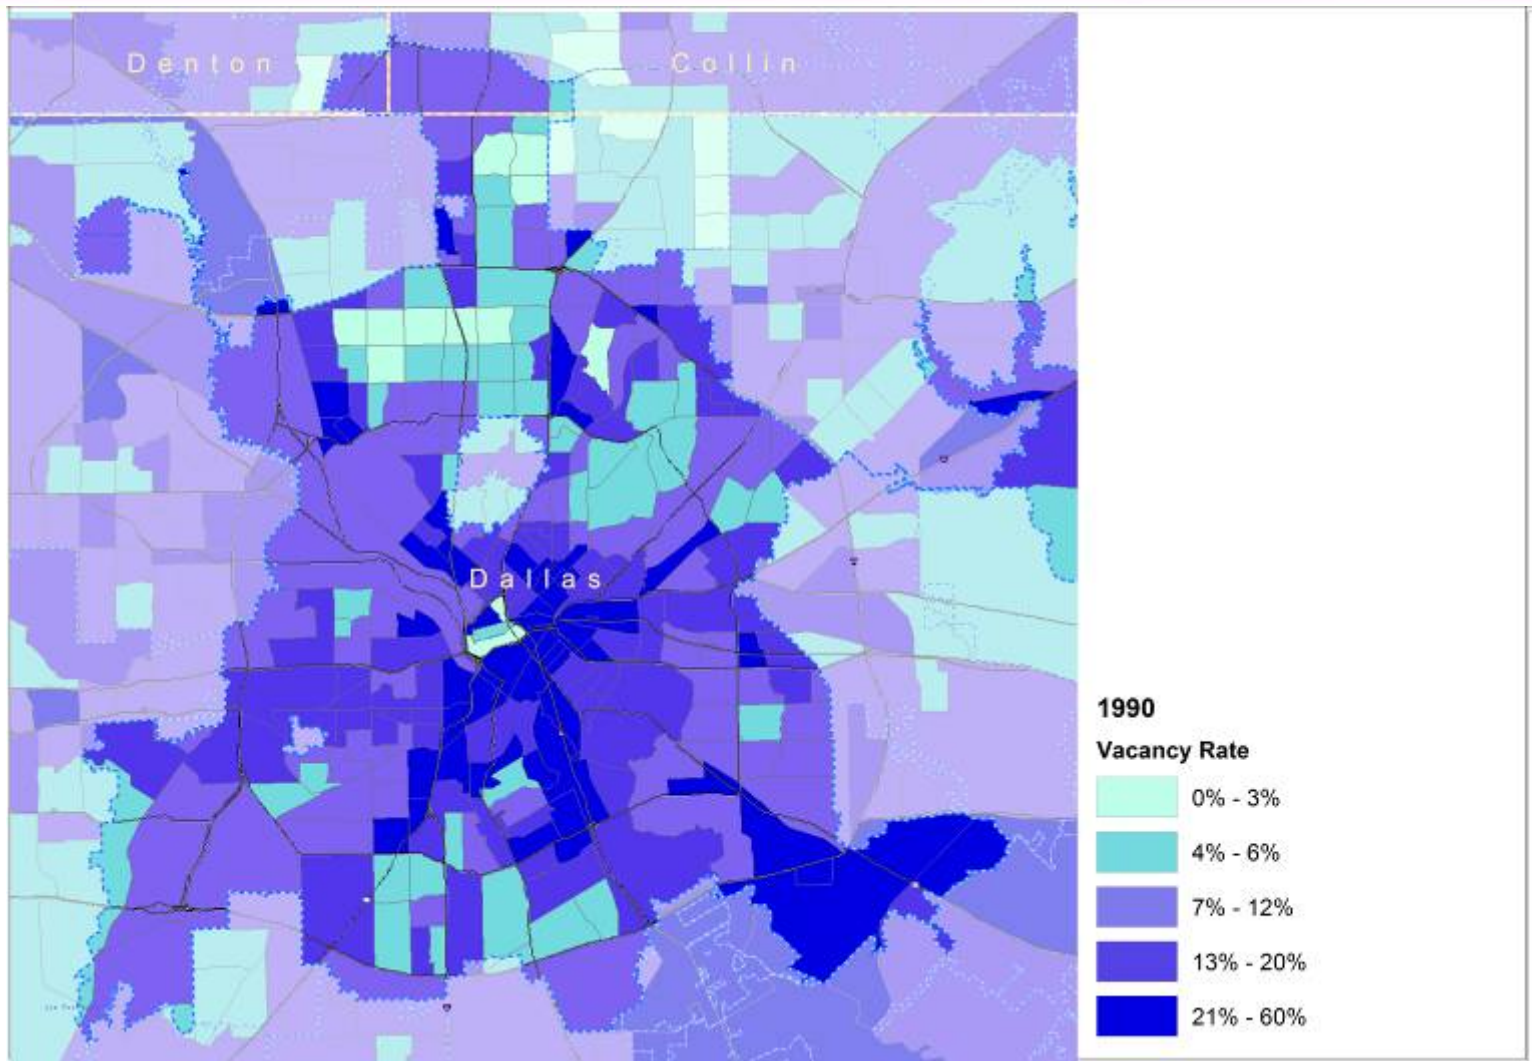 Denton
Collin
Dallas
1990
Vacancy Rate
0% - 3%
4% - 6%
7% - 12%
13% - 20%
21% - 60%